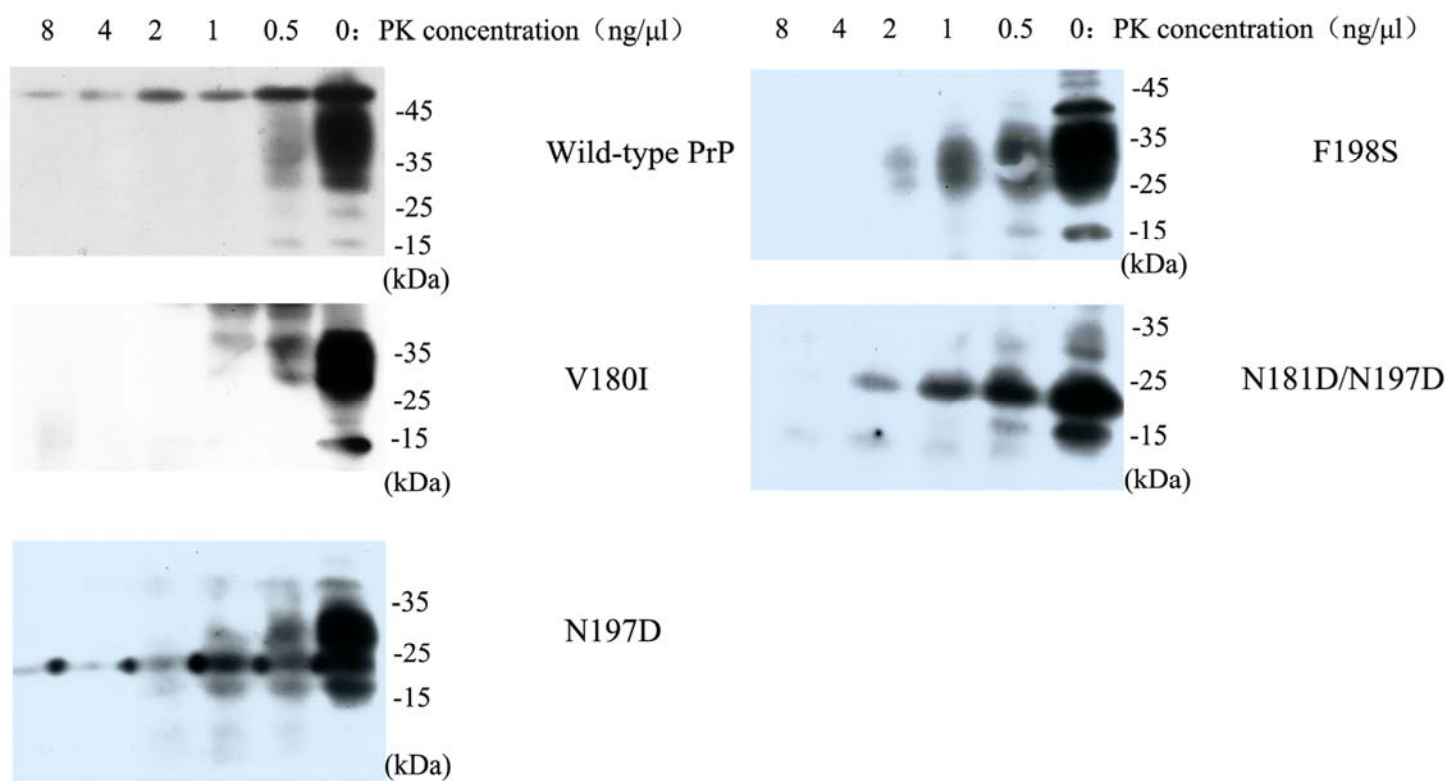 8 4 2 1 0.5 0: PK concentration（ng/μl）
-45
-35
-25
-15
(kDa)
Wild-type PrP
-35
-25
-15
(kDa)
V180I
-35
-25
-15
(kDa)
N197D
8 4 2 1 0.5 0: PK concentration（ng/μl）
-45
-35
-25
-15
(kDa)
F198S
-35
-25
-15
(kDa)
N181D/N197D